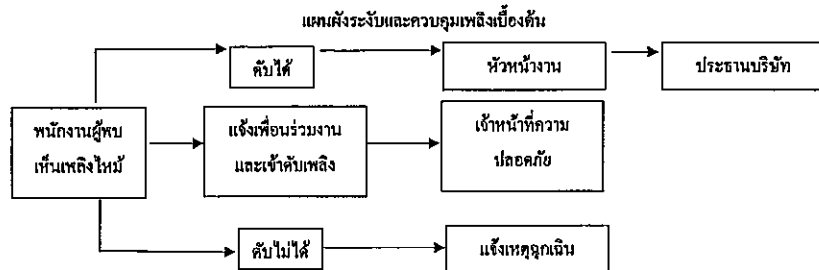 แผนผังระงับและควบคุมเพลิงเบื้องต้น
ดับได้
หัวหน้างาน
ประธานบริษัท
พนักงานผู้พบ
เห็นเพลิงไหม้
แจ้งเพื่อนร่วมงาน
และเข้าดับเพลิง
เจ้าหน้าที่ความ
ปลอดภัย
ดับไม่ได้
แจ้งเหตุฉุกเฉิน